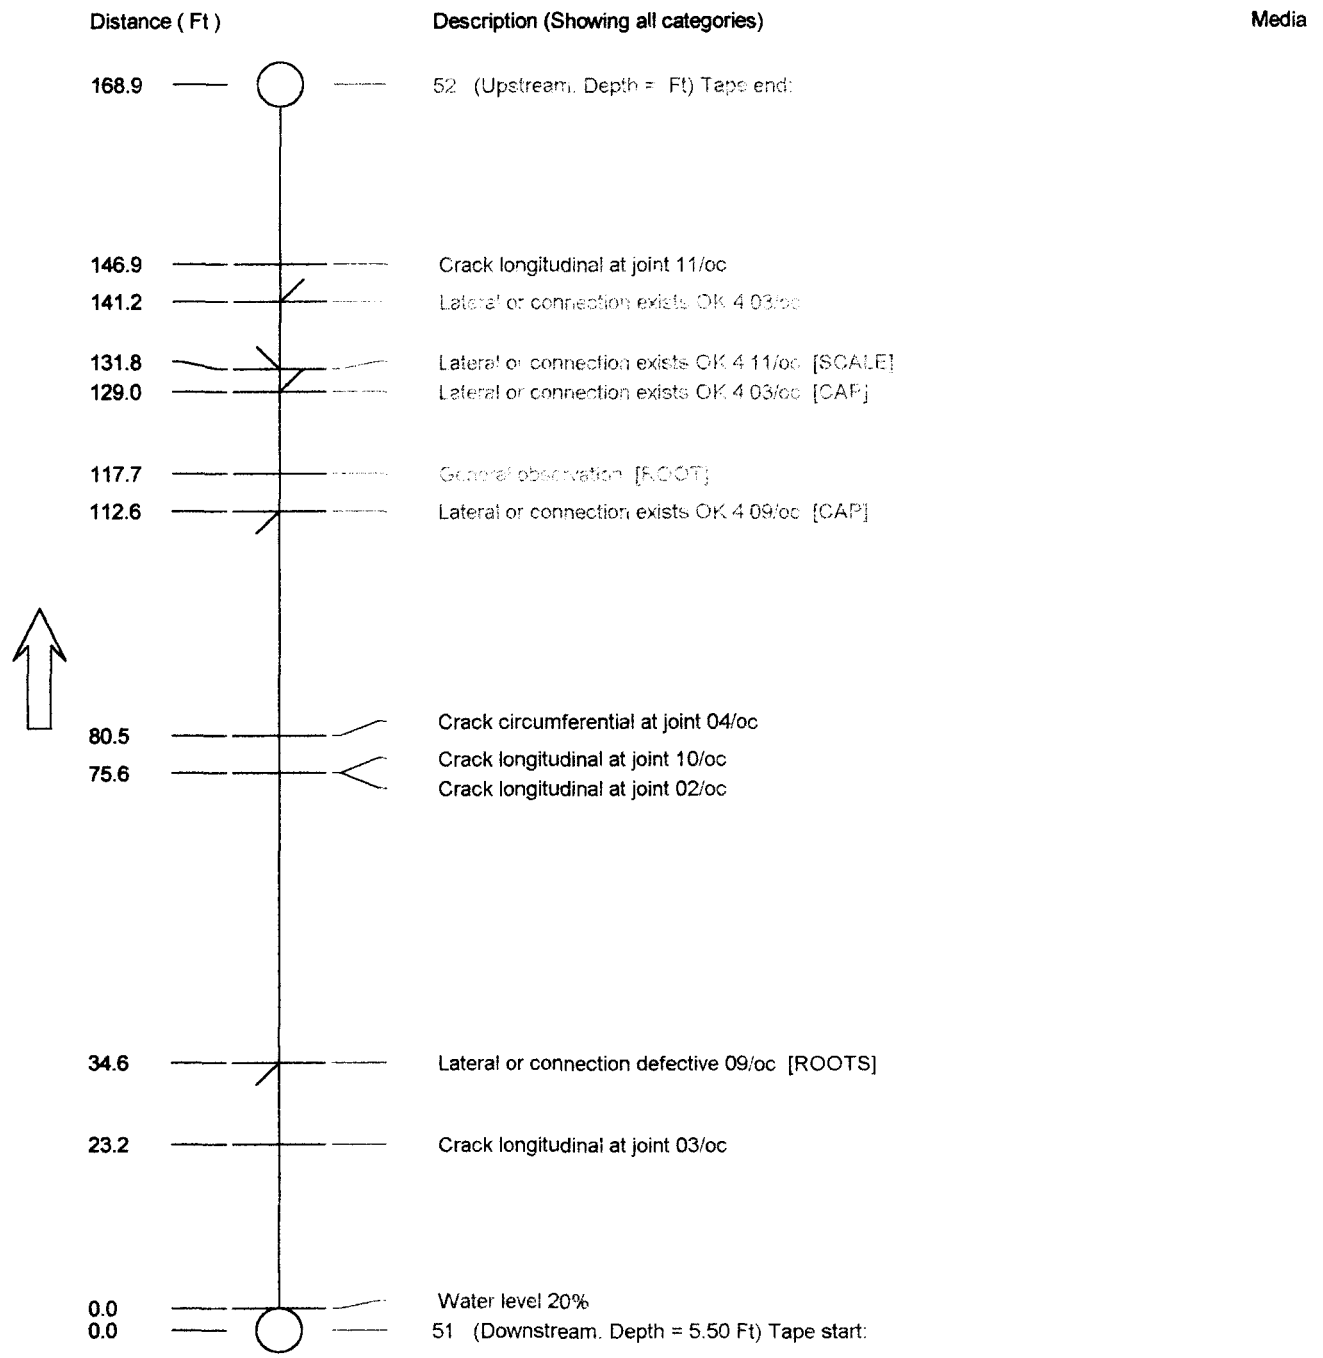 Distance ( Ft ) Description (Showing all categories) Media
168.9 52 (Upstream. Depth = Ft) Tape end:
146.9 Crack longitudinal at joint 11/oc
141.2 Lateral or connection exists OK 4 03/oc
131.8 Lateral or connection exists OK 4 11/oc [SCALE]
129.0 Lateral or connection exists OK 4 03/oc [CAP]
117.7 General observation [ROOT]
112.6 Lateral or connection exists OK 4 09/oc [CAP]
80.5 Crack circumferential at joint 04/oc
75.6 Crack longitudinal at joint 10/oc
Crack longitudinal at joint 02/oc
34.6 Lateral or connection defective 09/oc [ROOTS]
23.2 Crack longitudinal at joint 03/oc
0.0 Water level 20%
0.0 51 (Downstream. Depth = 5.50 Ft) Tape start: